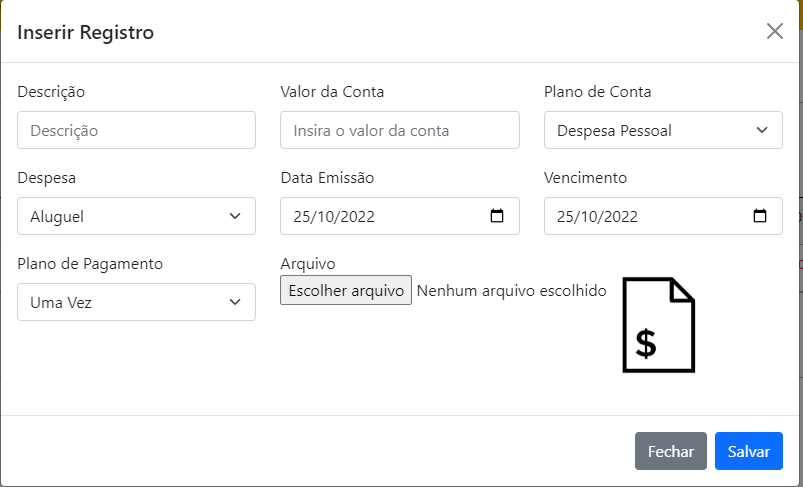 Inserir Registro
Descrição Valor da Conta Plano de Conta
Descrição Insira o valor da conta Despesa Pessoal
Despesa Data Emissão Vencimento
Aluguel 25/10/2022 25/10/2022
Plano de Pagamento Arquivo
Uma Vez Escolher arquivo Nenhum arquivo escolhido
$
Fechar Salvar